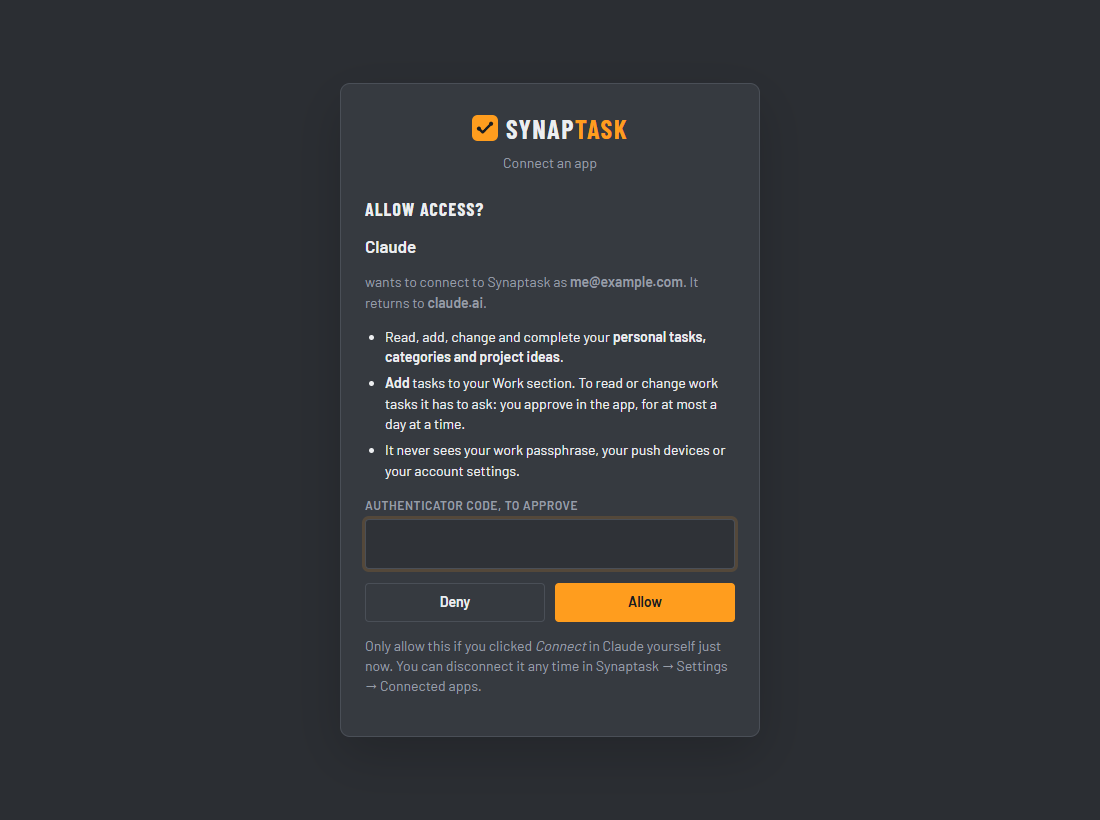 SYNAPTASK
Connect an app
ALLOW ACCESS?
Claude
wants to connect to Synaptask as me@example.com. It
returns to claude.ai.
• Read, add, change and complete your personal tasks,
categories and project ideas.
• Add tasks to your Work section. To read or change work
tasks it has to ask: you approve in the app, for at most a
day at a time.
• It never sees your work passphrase, your push devices or
your account settings.
AUTHENTICATOR CODE, TO APPROVE
Deny
Allow
Only allow this if you clicked Connect in Claude yourself just
now. You can disconnect it any time in Synaptask → Settings
→ Connected apps.